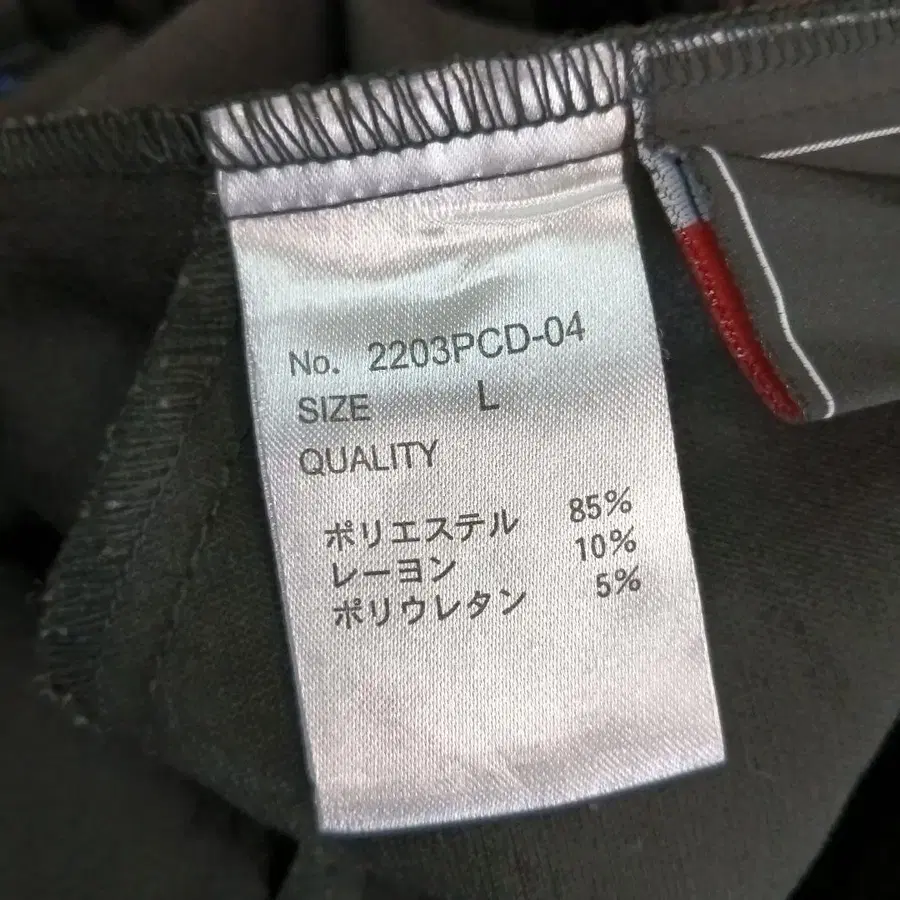 No. 2203PCD-04
SIZE L
QUALITY
ポリエステル 85%
レーヨン 10%
ポリウレタン 5%